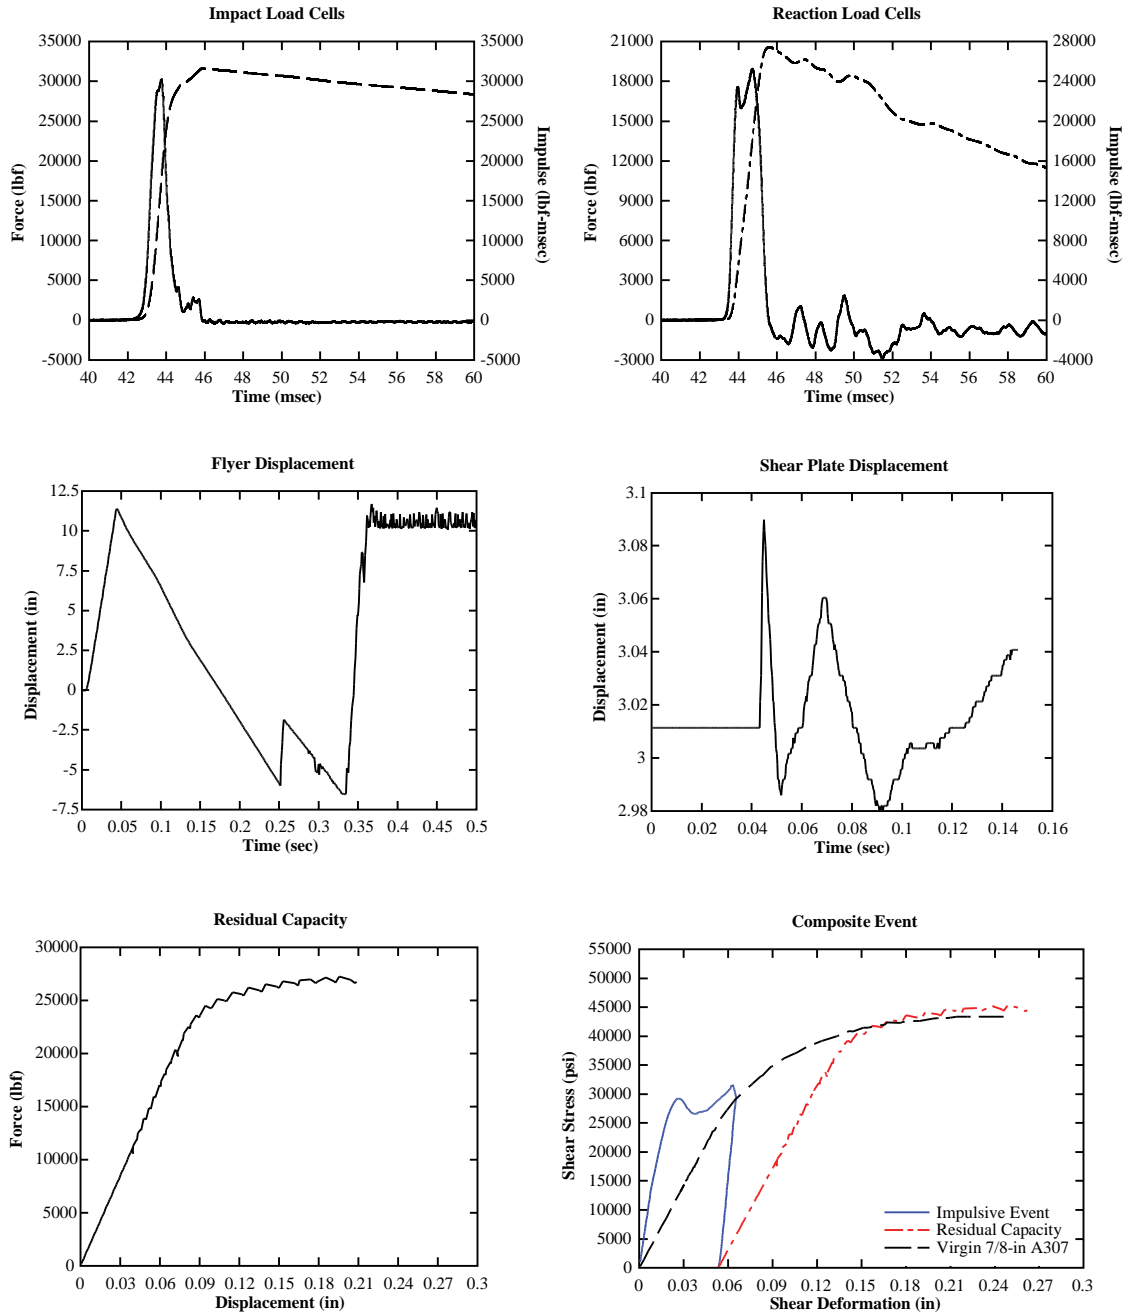 Impact Load Cells
35000
30000
25000
20000
15000
10000
5000
0
-5000
35000
30000
25000
20000
15000
10000
5000
0
-5000
40 42 44 46 48 50 52 54 56 58 60
Time (msec)
Force (lbf)
Impulse (lbf-msec)
Reaction Load Cells
21000
18000
15000
12000
9000
6000
3000
0
-3000
28000
24000
20000
16000
12000
8000
4000
0
-4000
40 42 44 46 48 50 52 54 56 58 60
Time (msec)
Force (lbf)
Impulse (lbf-msec)
Flyer Displacement
12.5
10
7.5
5
2.5
0
-2.5
-5
-7.5
0 0.05 0.1 0.15 0.2 0.25 0.3 0.35 0.4 0.45 0.5
Time (sec)
Displacement (in)
Shear Plate Displacement
3.1
3.08
3.06
3.04
3.02
3
2.98
0 0.02 0.04 0.06 0.08 0.1 0.12 0.14 0.16
Time (sec)
Displacement (in)
Residual Capacity
30000
25000
20000
15000
10000
5000
0
0 0.03 0.06 0.09 0.12 0.15 0.18 0.21 0.24 0.27 0.3
Displacement (in)
Force (lbf)
Composite Event
55000
50000
45000
40000
35000
30000
25000
20000
15000
10000
5000
0
0 0.03 0.06 0.09 0.12 0.15 0.18 0.21 0.24 0.27 0.3
Shear Deformation (in)
Shear Stress (psi)
Impulsive Event
Residual Capacity
Virgin 7/8-in A307